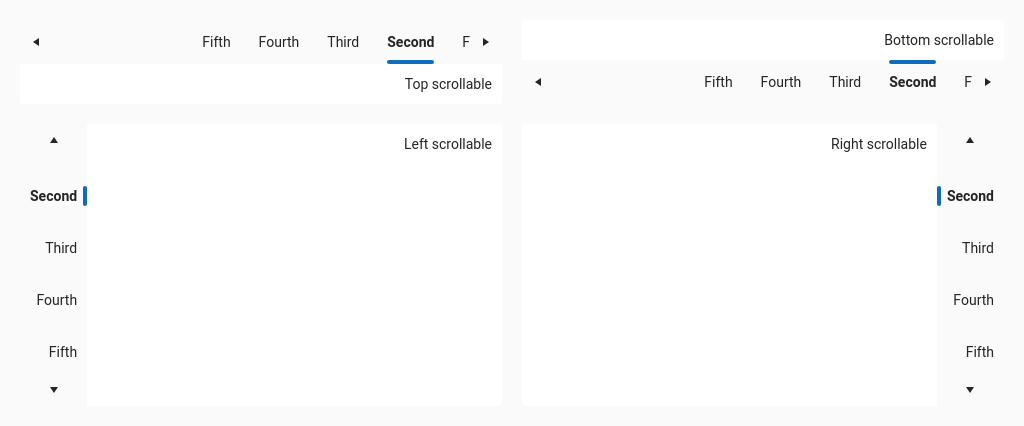 Fifth Fourth Third Second F
Top scrollable
Bottom scrollable
Fifth Fourth Third Second F
Left scrollable
Second
Third
Fourth
Fifth
Right scrollable
Second
Third
Fourth
Fifth